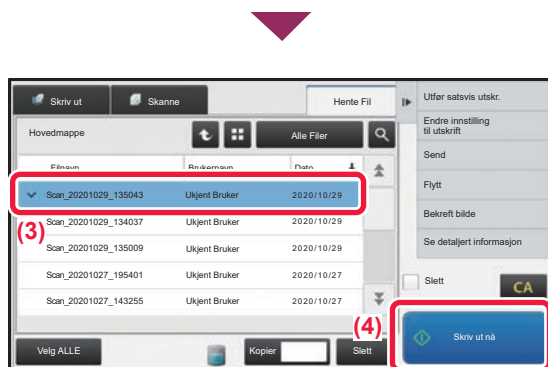 Skriv ut
Skanne
Hente Fil
Hovedmappe
Alle Filer
Filnavn
Brukernavn
Dato
Scan_20201029_135043 Ukjent Bruker 2020/10/29
(3)
Scan_20201029_134037 Ukjent Bruker 2020/10/29
Scan_20201029_135009 Ukjent Bruker 2020/10/29
Scan_20201027_195401 Ukjent Bruker 2020/10/27
Scan_20201027_143255 Ukjent Bruker 2020/10/27
(4)
Velg ALLE
Kopier
Slett
Utfør satsvis utskr.
Endre innstilling
til utskrift
Send
Flytt
Bekreft bilde
Se detaljert informasjon
Slett
CA
Skriv ut nå